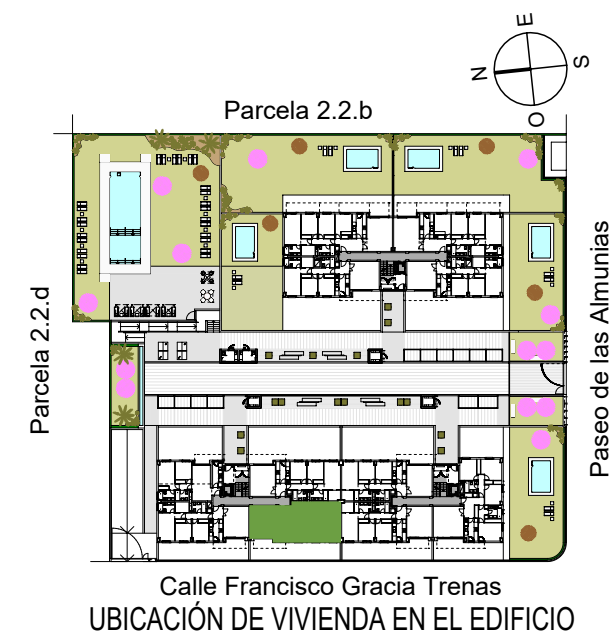 E
N
S
O
Parcela 2.2.b
Parcela 2.2.d
Paseo de las Almunias
Calle Francisco Gracia Trenas
UBICACIÓN DE VIVIENDA EN EL EDIFICIO